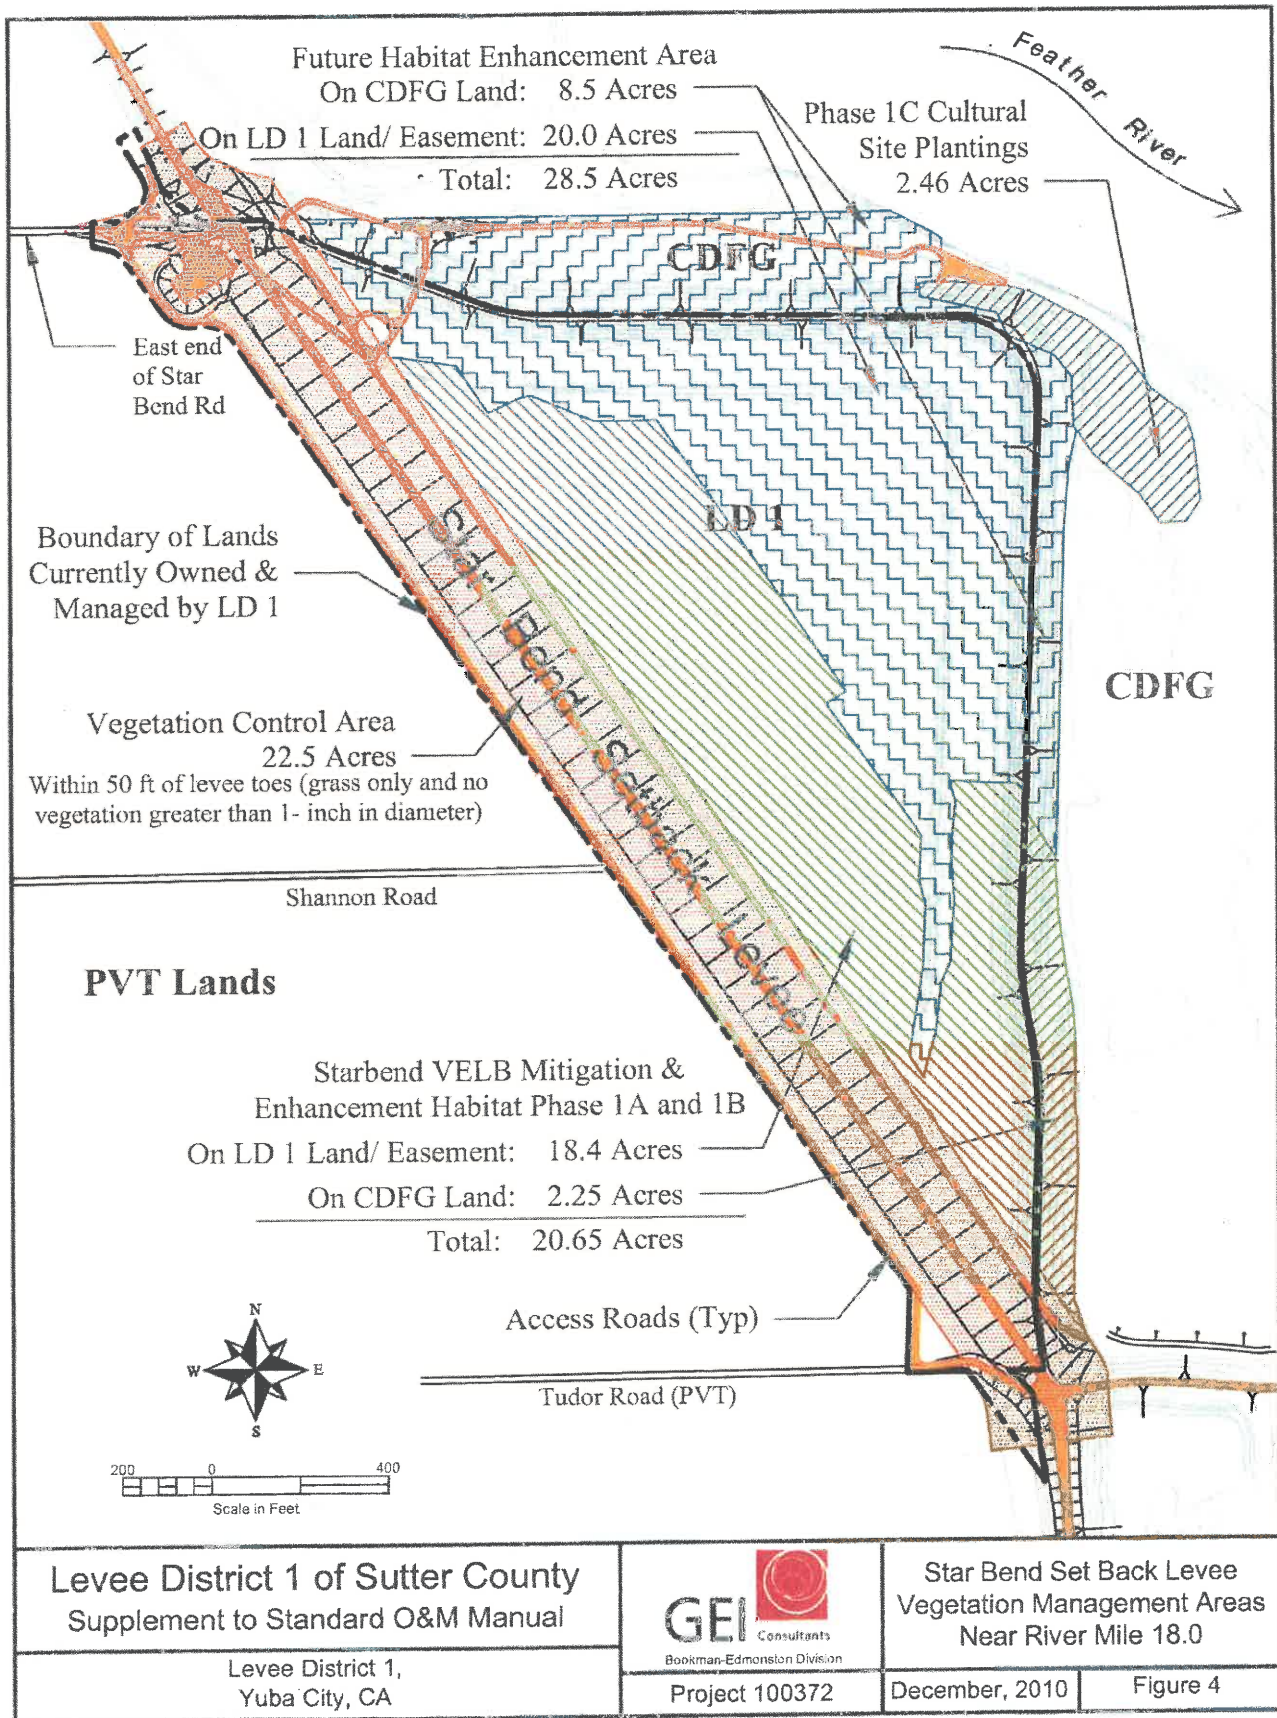 Future Habitat Enhancement Area
On CDFG Land: 8.5 Acres
On LD 1 Land/ Easement: 20.0 Acres
Total: 28.5 Acres
Feather River
Phase 1C Cultural
Site Plantings
2.46 Acres
CDFG
East end
of Star
Bend Rd
LD 1
Boundary of Lands
Currently Owned &
Managed by LD 1
Star Bend Setback Levee
CDFG
Vegetation Control Area
22.5 Acres
Within 50 ft of levee toes (grass only and no
vegetation greater than 1- inch in diameter)
Shannon Road
PVT Lands
Starbend VELB Mitigation &
Enhancement Habitat Phase 1A and 1B
On LD 1 Land/ Easement: 18.4 Acres
On CDFG Land: 2.25 Acres
Total: 20.65 Acres
Access Roads (Typ)
N
W E
S
Tudor Road (PVT)
200 0 400
Scale in Feet
Levee District 1 of Sutter County
Supplement to Standard O&M Manual
Levee District 1,
Yuba City, CA
GEI Consultants
Bookman-Edmonston Division
Project 100372
Star Bend Set Back Levee
Vegetation Management Areas
Near River Mile 18.0
December, 2010
Figure 4